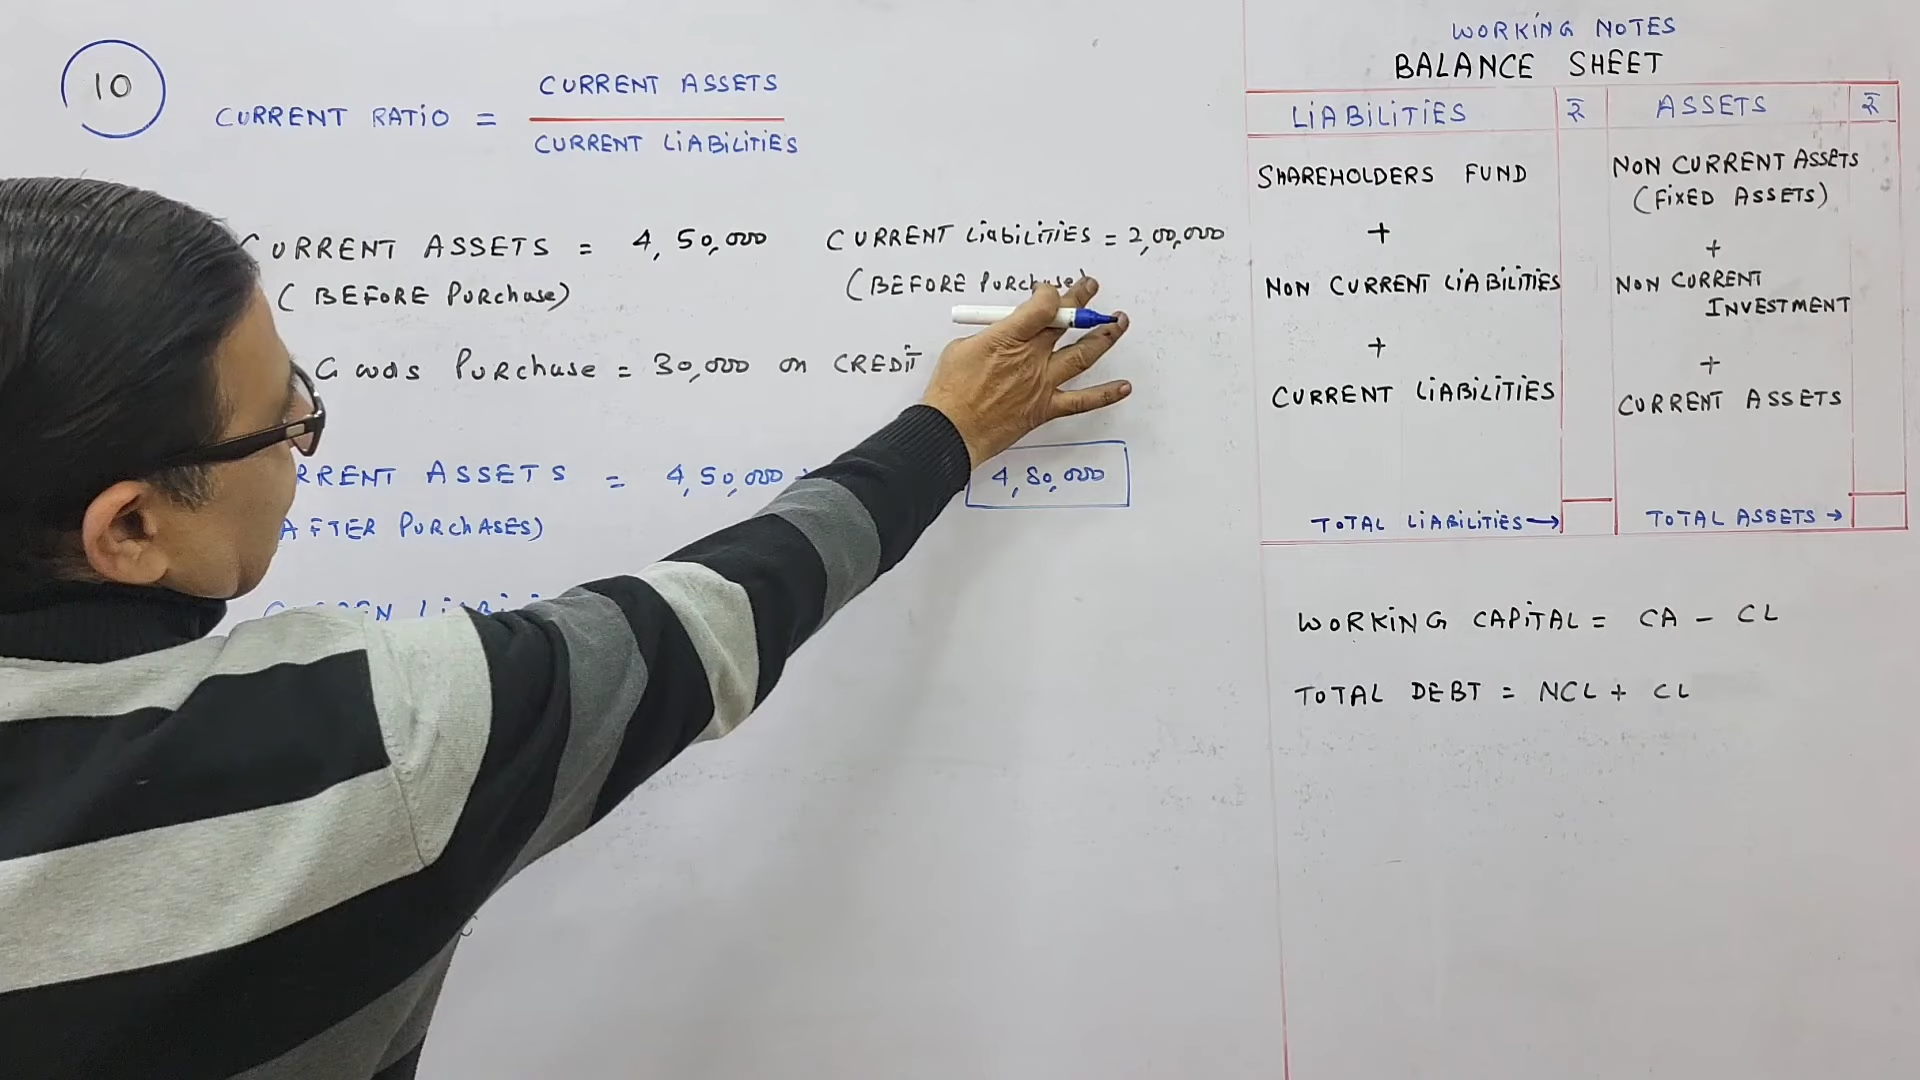 10
CURRENT RATIO = CURRENT ASSETS
CURRENT LIABILITIES
CURRENT ASSETS = 4,50,000
(BEFORE PURCHASE)
CURRENT LIABILITIES = 2,00,000
(BEFORE PURCHASE)
PURCHASE = 30,000 ON CREDIT
RRENT ASSETS = 4,50,000 4,80,000
AFTER PURCHASES)
WORKING NOTES
BALANCE SHEET
LIABILITIES ₹ ASSETS ₹
SHAREHOLDERS FUND
+
NON CURRENT LIABILITIES
+
CURRENT LIABILITIES
TOTAL LIABILITIES →
NON CURRENT ASSETS
(FIXED ASSETS)
+
NON CURRENT
INVESTMENT
+
CURRENT ASSETS
TOTAL ASSETS →
WORKING CAPITAL = CA - CL
TOTAL DEBT = NCL + CL